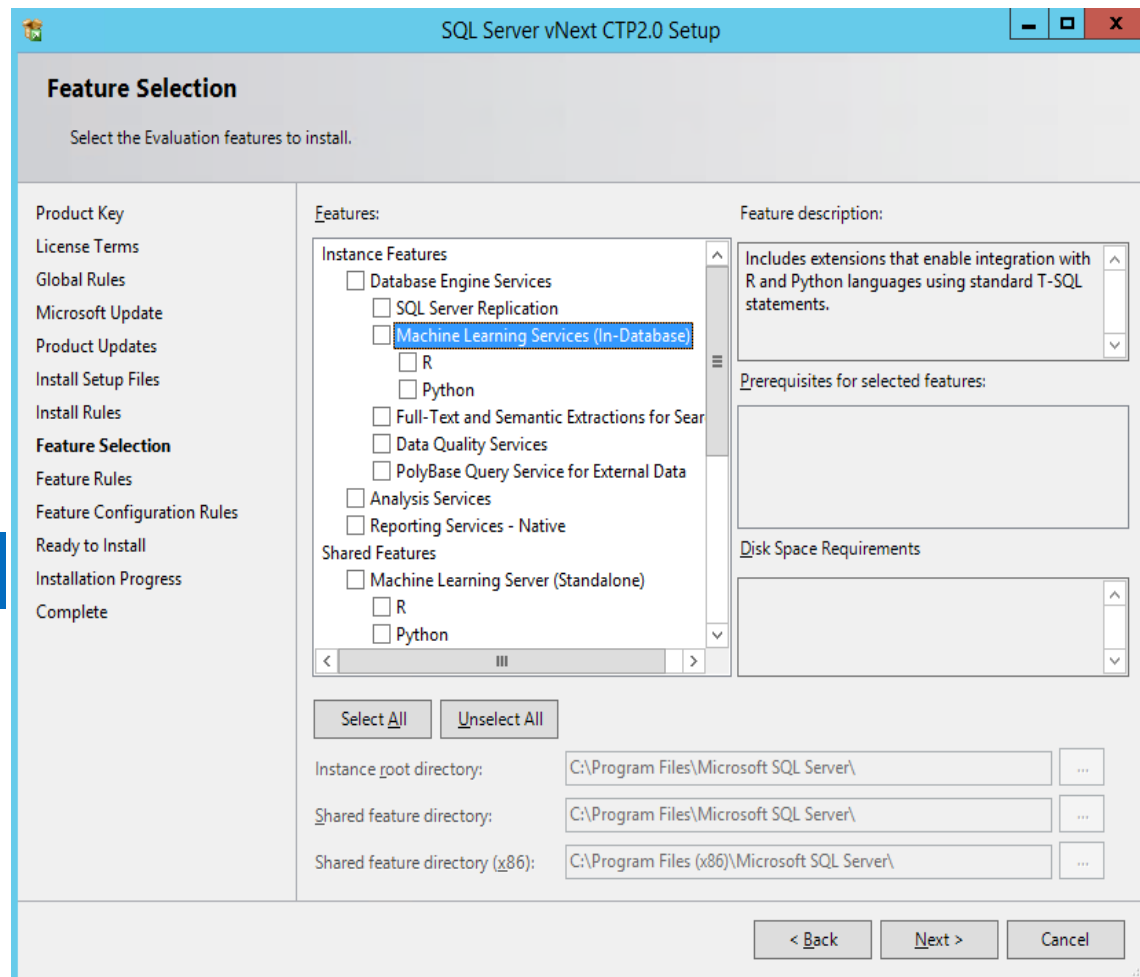 SQL Server vNext CTP2.0 Setup
Feature Selection
Select the Evaluation features to install.
Product Key
License Terms
Global Rules
Microsoft Update
Product Updates
Install Setup Files
Install Rules
Feature Selection
Feature Rules
Feature Configuration Rules
Ready to Install
Installation Progress
Complete
Features:
Instance Features
Database Engine Services
SQL Server Replication
Machine Learning Services (In-Database)
R
Python
Full-Text and Semantic Extractions for Sear
Data Quality Services
PolyBase Query Service for External Data
Analysis Services
Reporting Services - Native
Shared Features
Machine Learning Server (Standalone)
R
Python
Feature description:
Includes extensions that enable integration with
R and Python languages using standard T-SQL
statements.
Prerequisites for selected features:
Disk Space Requirements
Select All
Unselect All
Instance root directory:
C:\Program Files\Microsoft SQL Server\
...
Shared feature directory:
C:\Program Files\Microsoft SQL Server\
...
Shared feature directory (x86):
C:\Program Files (x86)\Microsoft SQL Server\
...
< Back
Next >
Cancel